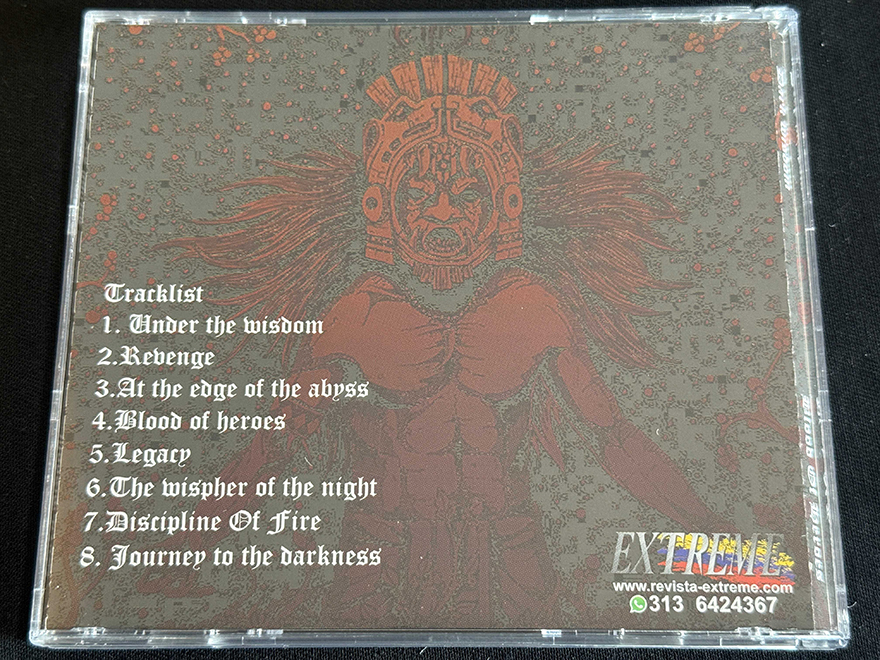 Tracklist
1. Under the wisdom
2.Revenge
3.At the edge of the abyss
4.Blood of heroes
5.Legacy
6.The wispher of the night
7.Discipline Of Fire
8. Journey to the darkness
EXTREME
www.revista-extreme.com
313 6424367